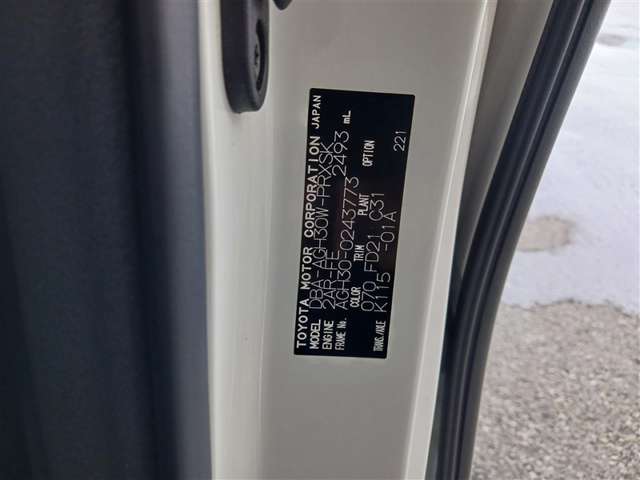 TOYOTA MOTOR CORPORATION JAPAN
MODEL DBA-AGH30W-PRXSK
ENGINE 2AR-FE 2493 mL
FRAME No. AGH30-0243773
COLOR TRIM PLANT OPTION
070 FD21 C31 221
TRANS./AXLE K115 -01A